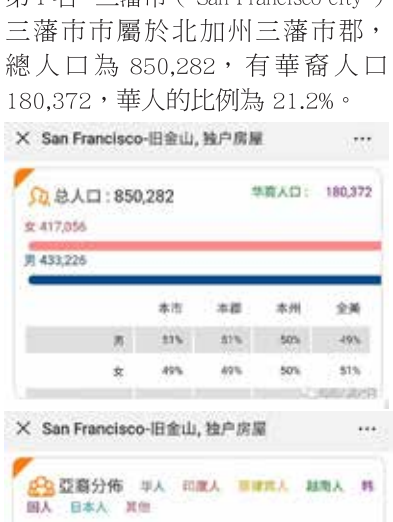 三藩市市屬於北加州三藩市郡，
總人口為 850,282，有華裔人口
180,372，華人的比例為 21.2%。
× San Francisco-旧金山, 独户房屋 •••
总人口 : 850,282 华裔人口 : 180,372
女 417,056
男 433,226
本市 本郡 本州 全美
男 51% 51% 50% 49%
女 49% 49% 50% 51%
× San Francisco-旧金山, 独户房屋 •••
亞裔分佈 华人 印度人 菲律宾人 越南人 韩
国人 日本人 其他